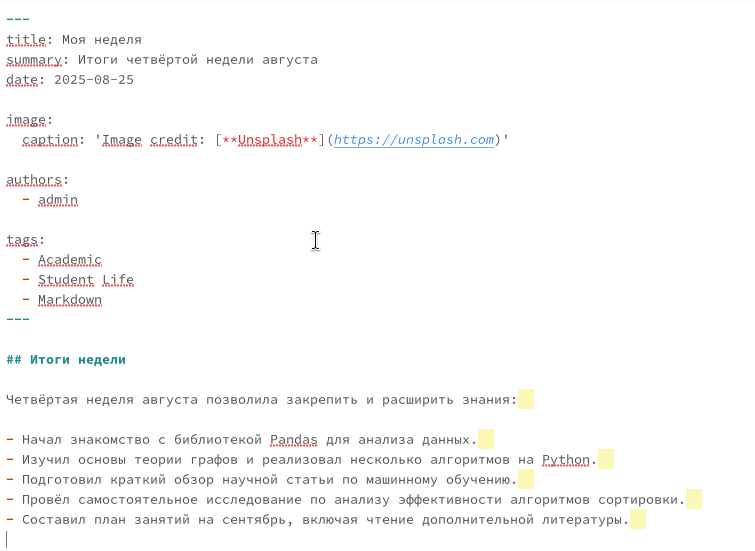 ---
title: Моя неделя
summary: Итоги четвёртой недели августа
date: 2025-08-25
image:
  caption: 'Image credit: [**Unsplash**](https://unsplash.com)'
authors:
  - admin
tags:
  - Academic
  - Student Life
  - Markdown
---
## Итоги недели
Четвёртая неделя августа позволила закрепить и расширить знания:
- Начал знакомство с библиотекой Pandas для анализа данных.
- Изучил основы теории графов и реализовал несколько алгоритмов на Python.
- Подготовил краткий обзор научной статьи по машинному обучению.
- Провёл самостоятельное исследование по анализу эффективности алгоритмов сортировки.
- Составил план занятий на сентябрь, включая чтение дополнительной литературы.